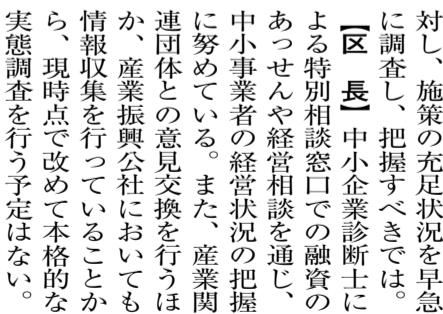 対し、施策の充足状況を早急
に調査し、把握すべきでは。
【区　長】中小企業診断士に
よる特別相談窓口での融資の
あっせんや経営相談を通じ、
中小事業者の経営状況の把握
に努めている。また、産業関
連団体との意見交換を行うほ
か、産業振興公社においても
情報収集を行っていることか
ら、現時点で改めて本格的な
実態調査を行う予定はない。